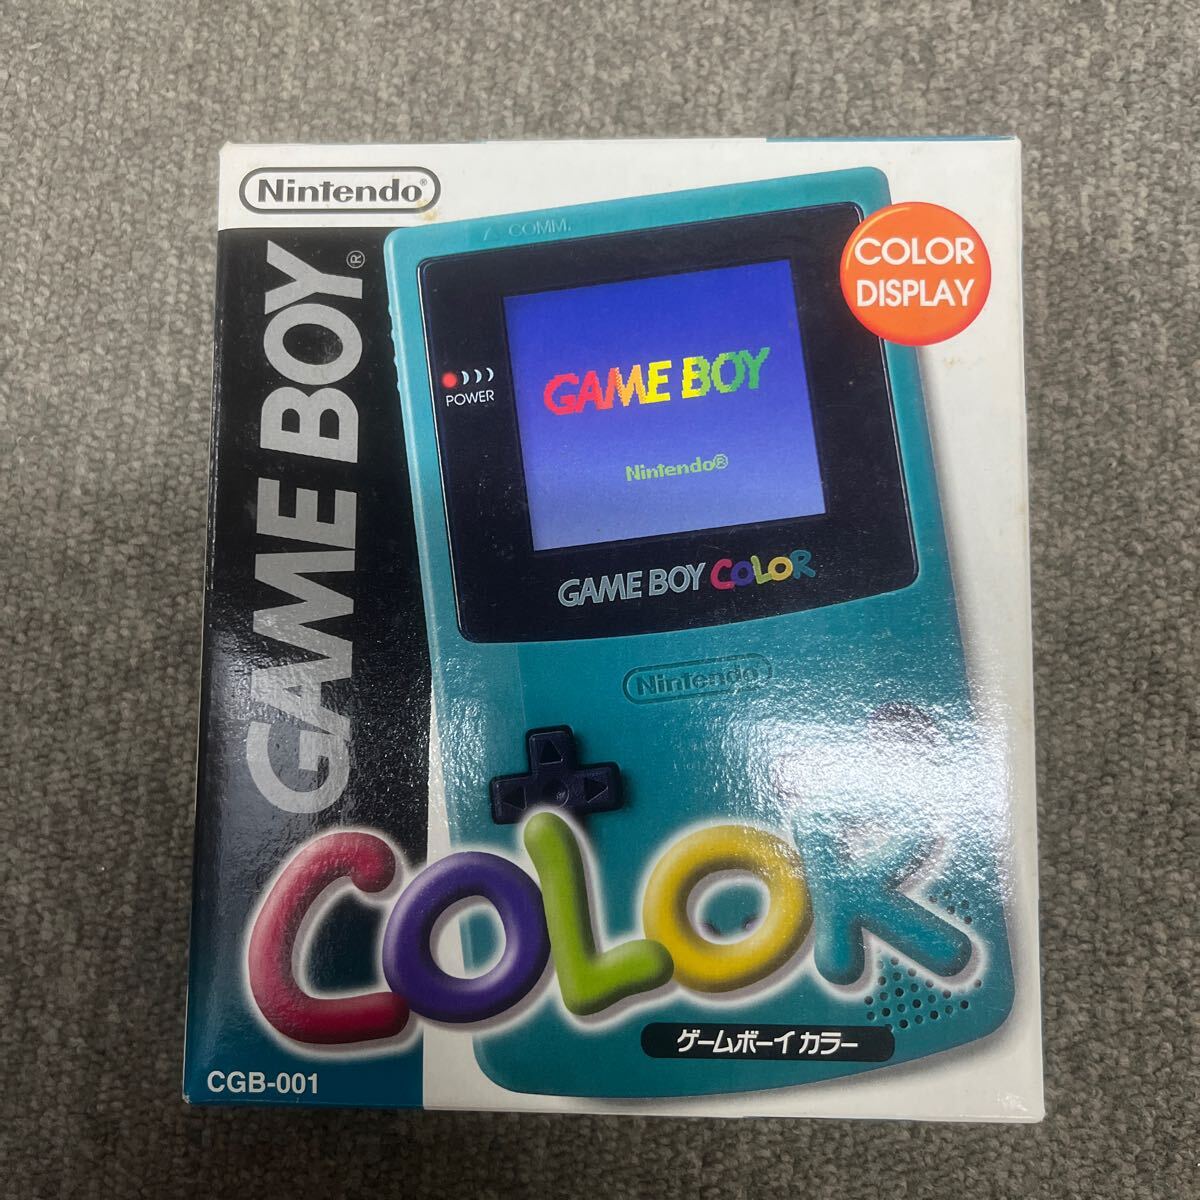 Nintendo®
GAME BOY®
COMM.
COLOR
DISPLAY
POWER
GAME BOY
Nintendo®
GAME BOY COLOR
Nintendo
COLOR
ゲームボーイ カラー
CGB-001